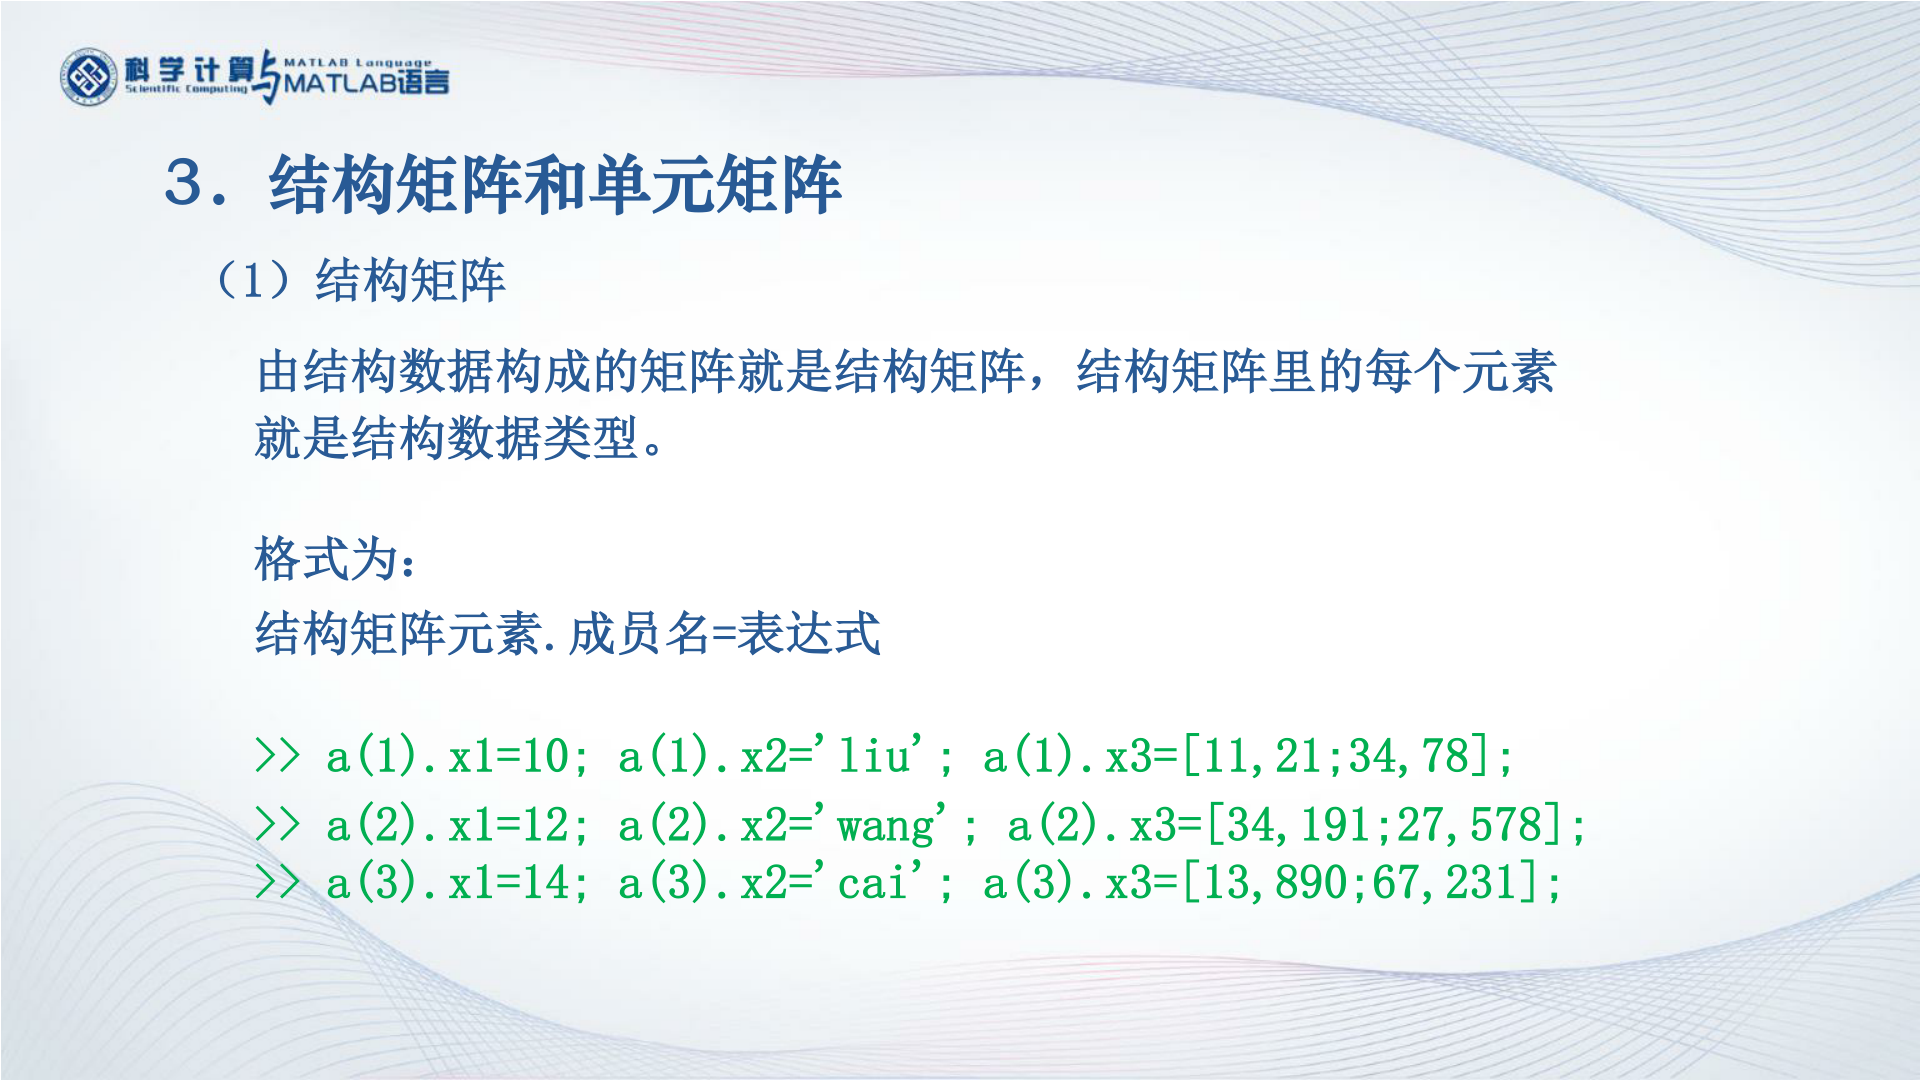 科学计算与MATLAB语言
Scientific Computing
MATLAB Language
3．结构矩阵和单元矩阵
（1）结构矩阵
由结构数据构成的矩阵就是结构矩阵，结构矩阵里的每个元素
就是结构数据类型。
格式为：
结构矩阵元素.成员名=表达式
>> a(1).x1=10; a(1).x2='liu'; a(1).x3=[11,21;34,78];
>> a(2).x1=12; a(2).x2='wang'; a(2).x3=[34,191;27,578];
>> a(3).x1=14; a(3).x2='cai'; a(3).x3=[13,890;67,231];